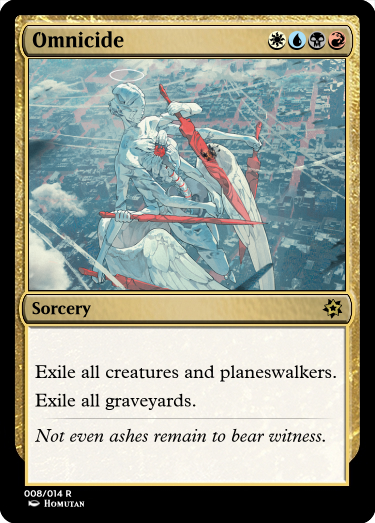 Omnicide
Sorcery
Exile all creatures and planeswalkers.
Exile all graveyards.
Not even ashes remain to bear witness.
008/014 R
Homutan